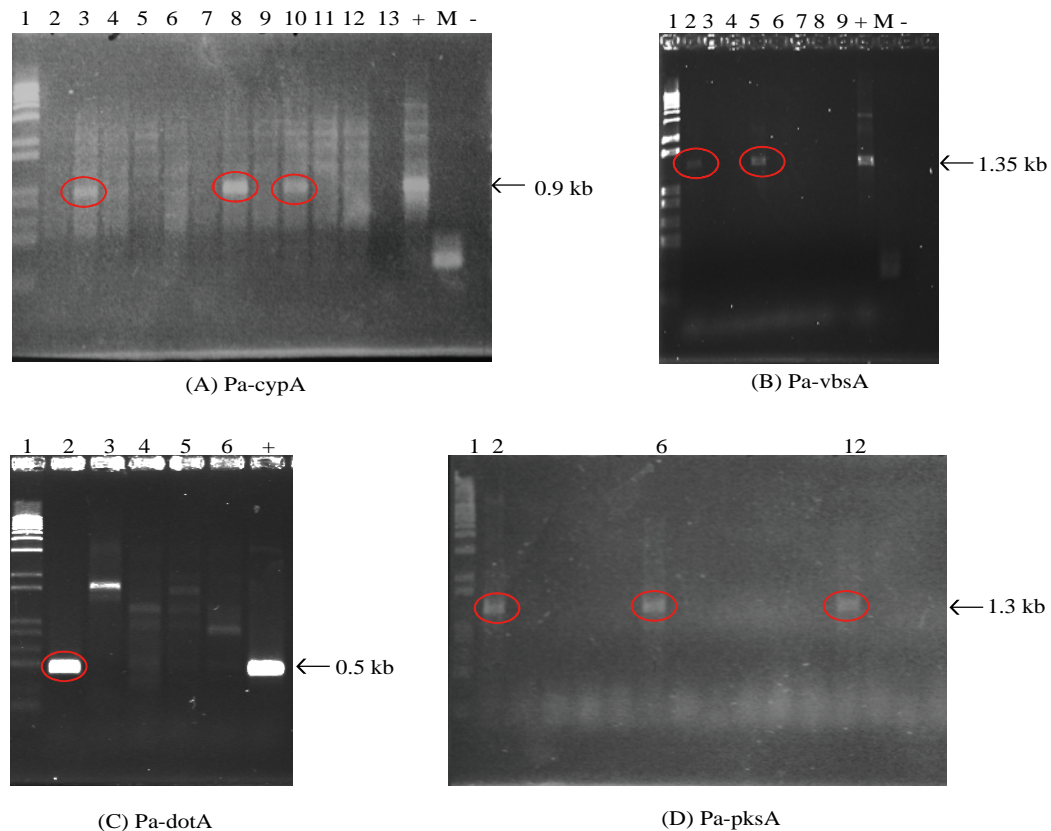 1 2 3 4 5 6 7 8 9 10 11 12 13 + M -
1 2 3 4 5 6 7 8 9 + M -
0.9 kb
1.35 kb
(A) Pa-cypA
(B) Pa-vbsA
1 2 3 4 5 6 +
1 2 6 12
0.5 kb
1.3 kb
(C) Pa-dotA
(D) Pa-pksA